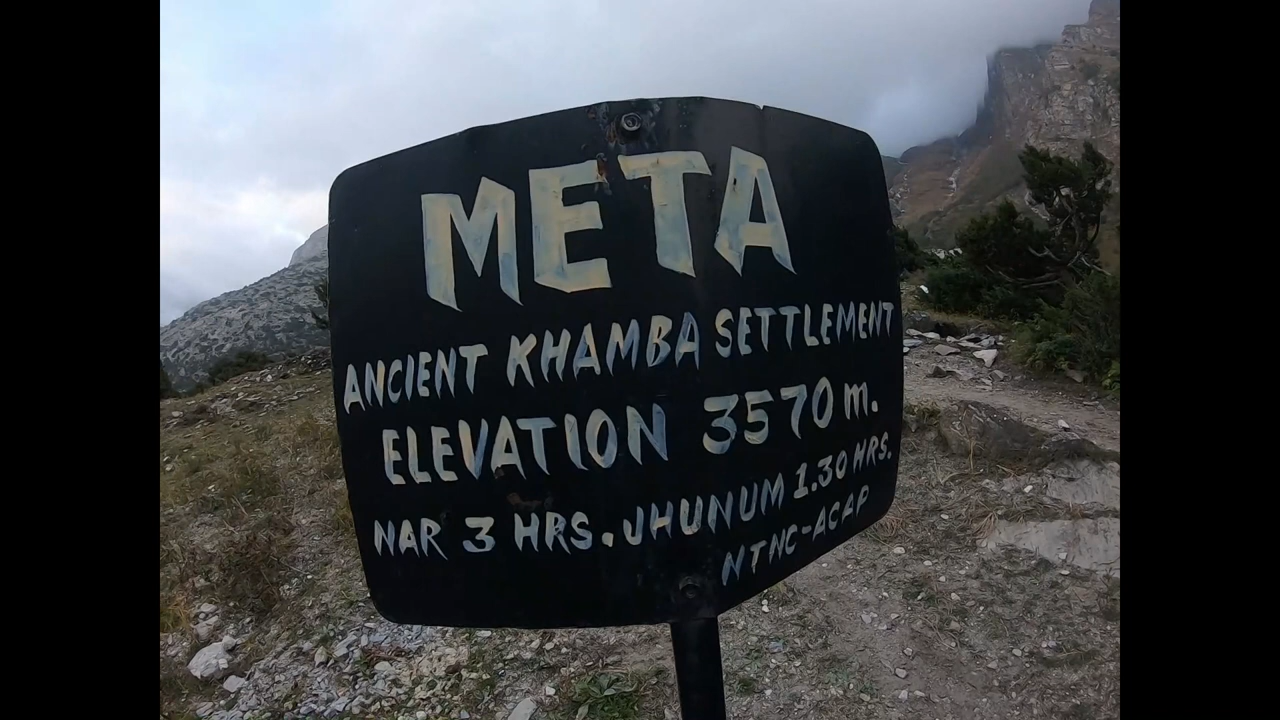 META
ANCIENT KHAMBA SETTLEMENT
ELEVATION 3570 m.
NAR 3 HRS. JHUNUM 1.30 HRS.
NTNC-ACAP